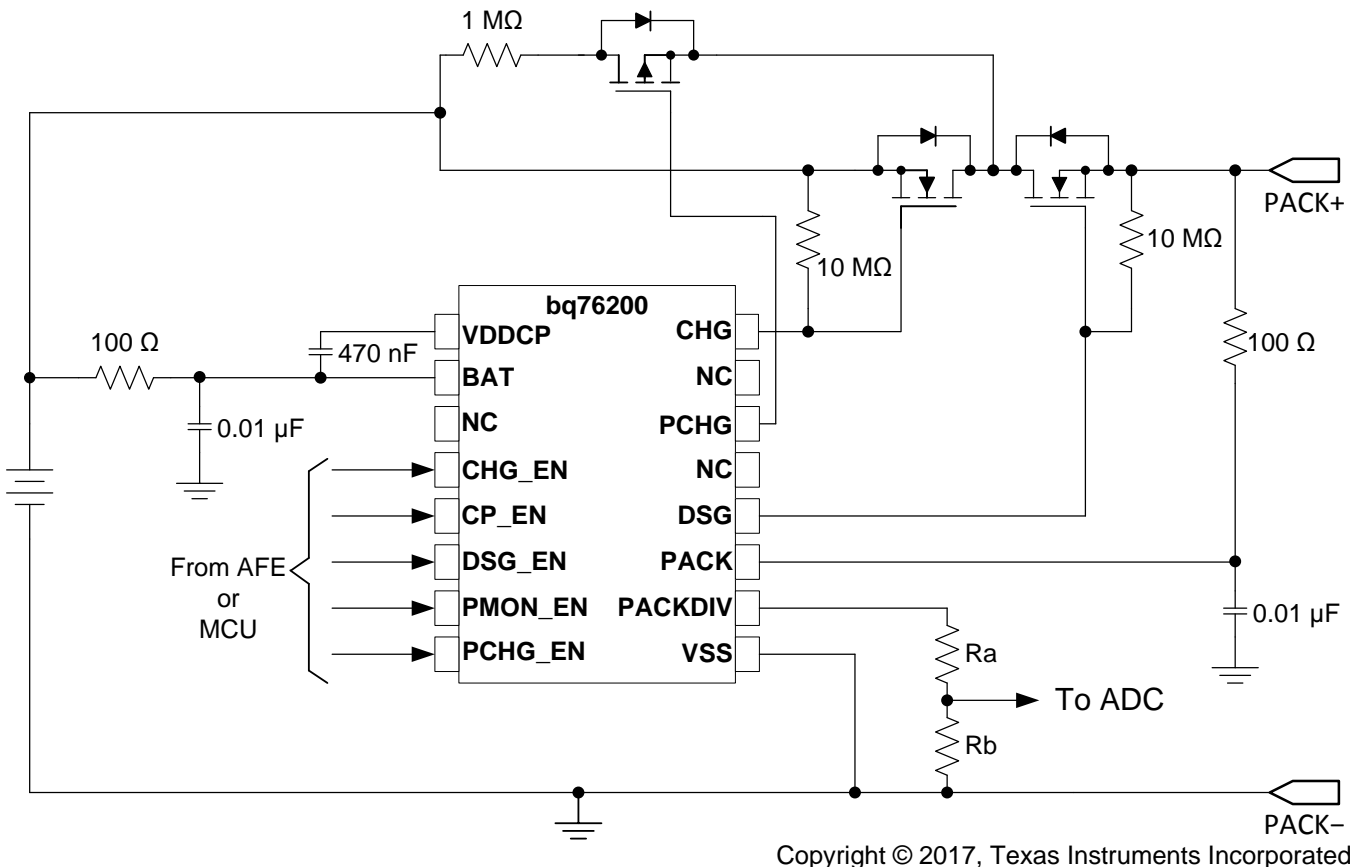 1 MΩ
PACK+
10 MΩ
10 MΩ
bq76200
VDDCP
CHG
100 Ω
470 nF
100 Ω
BAT
NC
0.01 µF
NC
PCHG
CHG_EN
NC
CP_EN
DSG
From AFE
or
MCU
DSG_EN
PACK
PMON_EN
PACKDIV
0.01 µF
PCHG_EN
VSS
Ra
To ADC
Rb
PACK–
Copyright © 2017, Texas Instruments Incorporated